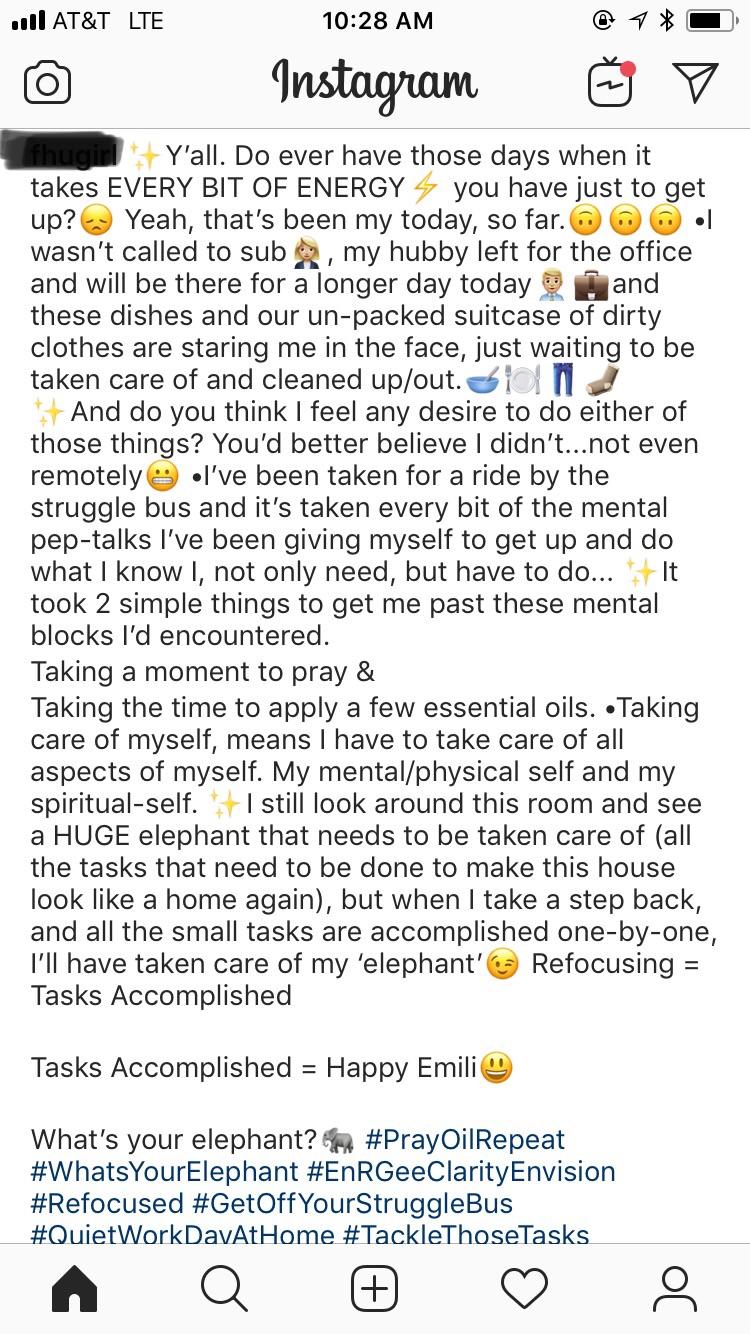 AT&T LTE 10:28 AM
Instagram
✨Y’all. Do ever have those days when it
takes EVERY BIT OF ENERGY⚡ you have just to get
up?😞 Yeah, that’s been my today, so far.🙃🙃🙃 •I
wasn’t called to sub👩‍💼, my hubby left for the office
and will be there for a longer day today👨‍💼 💼and
these dishes and our un-packed suitcase of dirty
clothes are staring me in the face, just waiting to be
taken care of and cleaned up/out.🥣🍽👖🧦
✨And do you think I feel any desire to do either of
those things? You’d better believe I didn’t...not even
remotely😬 •I’ve been taken for a ride by the
struggle bus and it’s taken every bit of the mental
pep-talks I’ve been giving myself to get up and do
what I know I, not only need, but have to do... ✨It
took 2 simple things to get me past these mental
blocks I’d encountered.
Taking a moment to pray &
Taking the time to apply a few essential oils. •Taking
care of myself, means I have to take care of all
aspects of myself. My mental/physical self and my
spiritual-self. ✨I still look around this room and see
a HUGE elephant that needs to be taken care of (all
the tasks that need to be done to make this house
look like a home again), but when I take a step back,
and all the small tasks are accomplished one-by-one,
I’ll have taken care of my ‘elephant’😉 Refocusing =
Tasks Accomplished
Tasks Accomplished = Happy Emili😃
What’s your elephant?🐘 #PrayOilRepeat
#WhatsYourElephant #EnRGeeClarityEnvision
#Refocused #GetOffYourStruggleBus
#QuietWorkDayAtHome #TackleThoseTasks